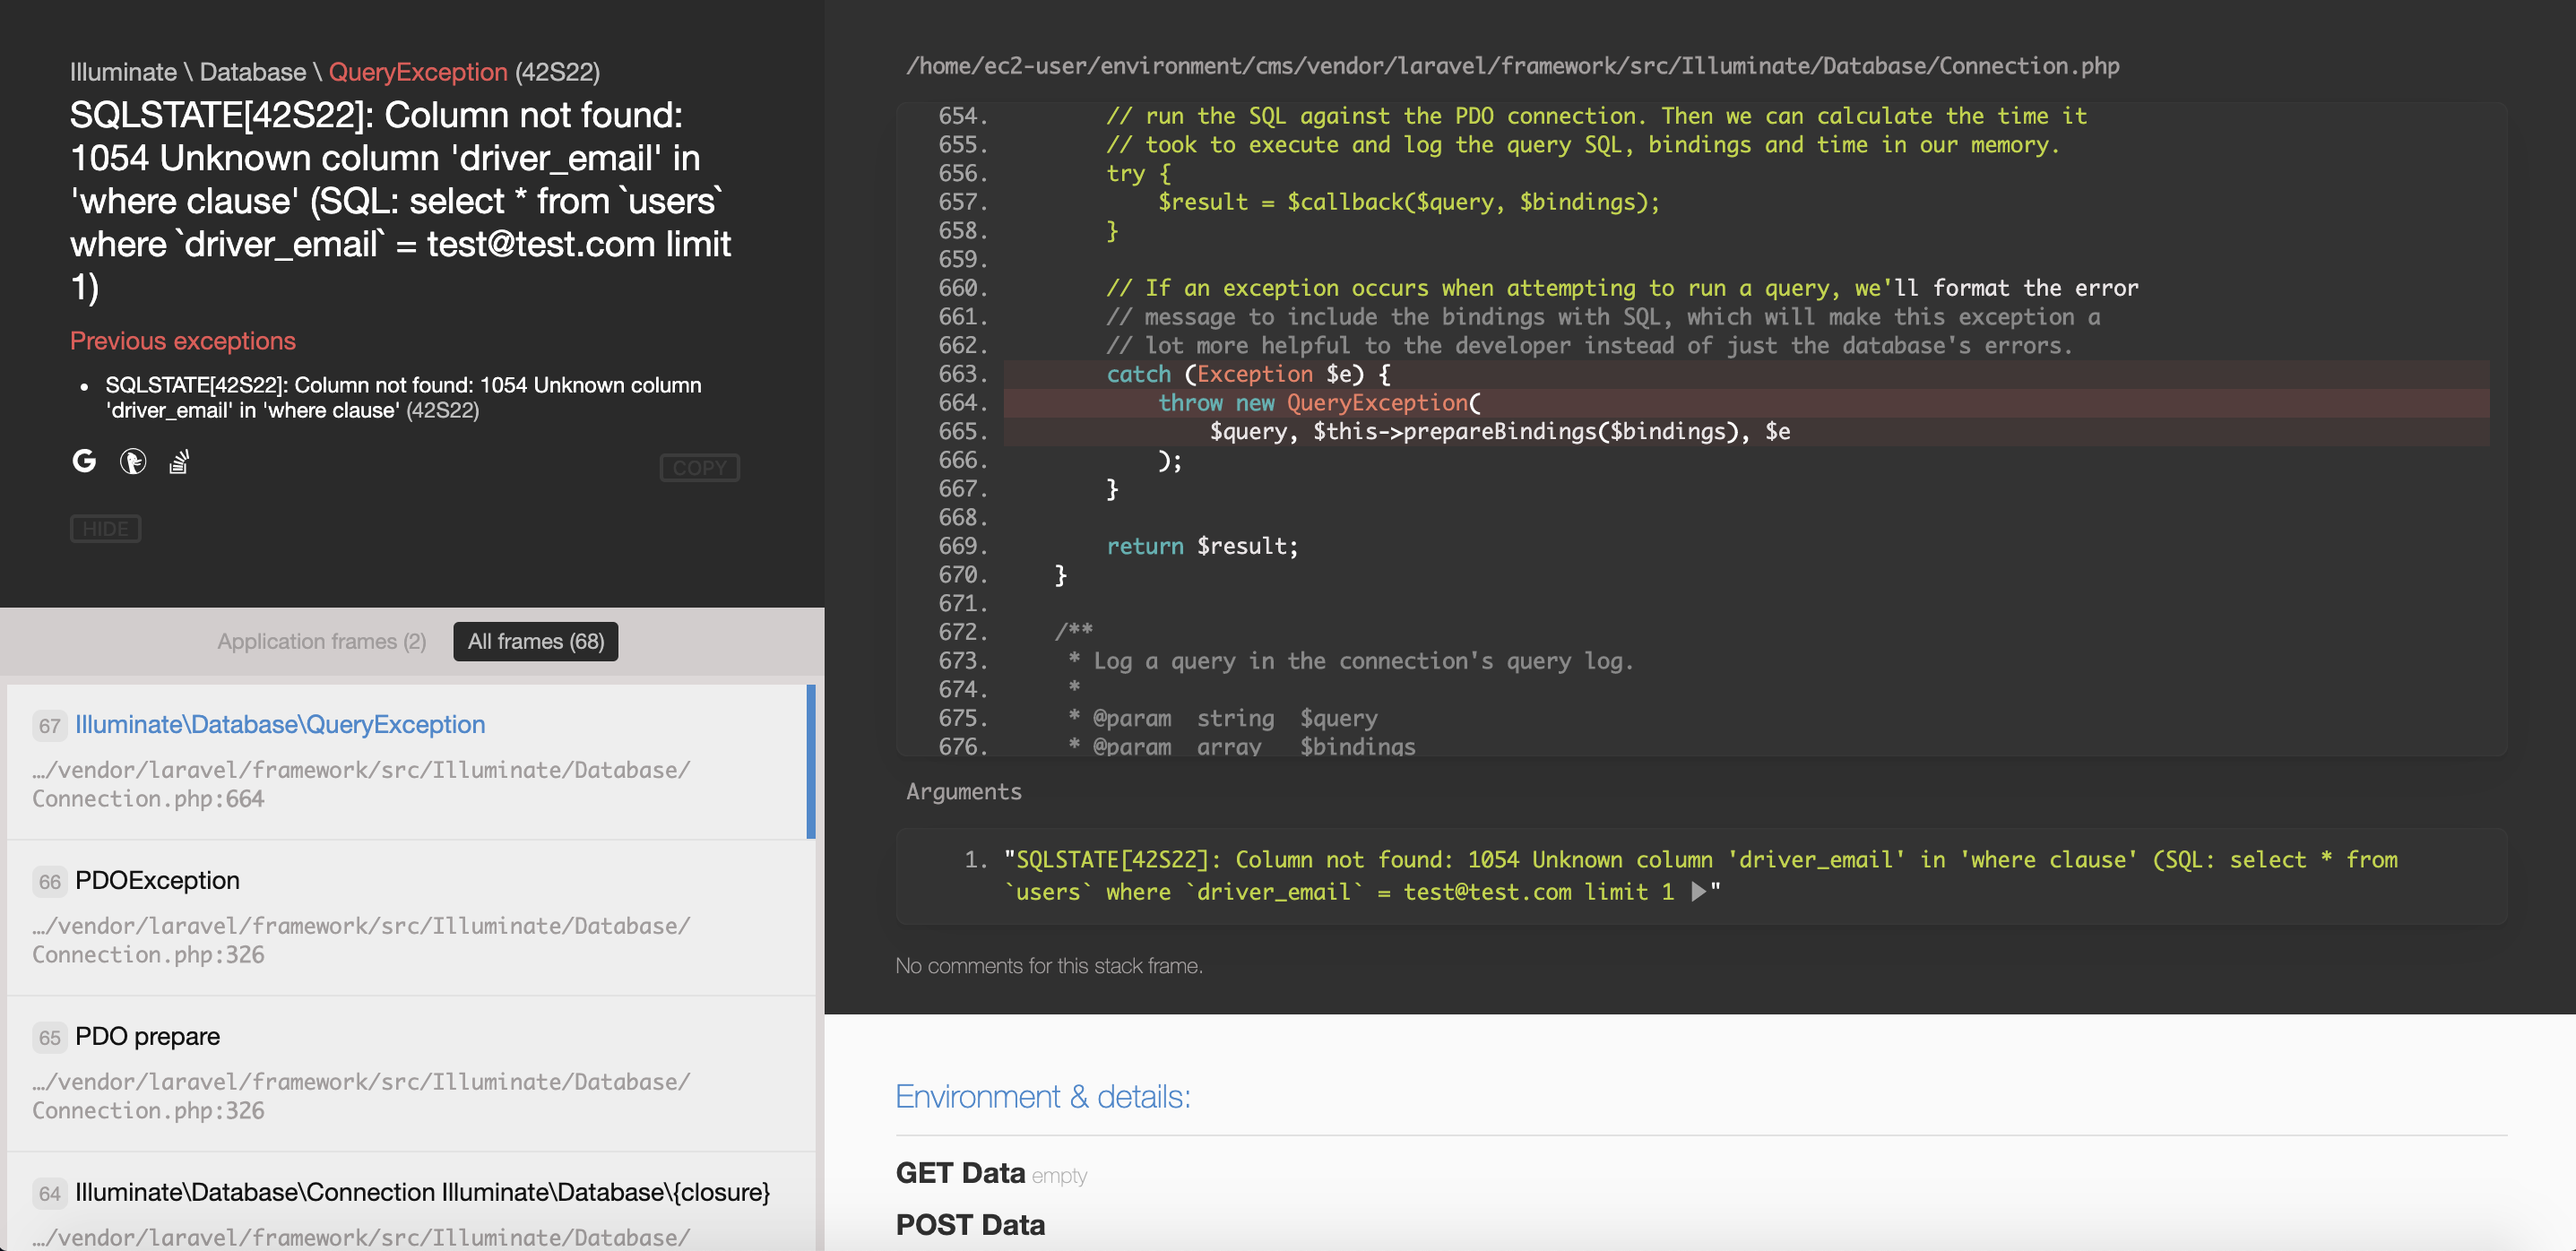 Illuminate \ Database \ QueryException (42S22)
SQLSTATE[42S22]: Column not found:
1054 Unknown column 'driver_email' in
'where clause' (SQL: select * from `users`
where `driver_email` = test@test.com limit
1)
Previous exceptions
• SQLSTATE[42S22]: Column not found: 1054 Unknown column
'driver_email' in 'where clause' (42S22)
COPY
HIDE
Application frames (2)
All frames (68)
67 Illuminate\Database\QueryException
…/vendor/laravel/framework/src/Illuminate/Database/
Connection.php:664
66 PDOException
…/vendor/laravel/framework/src/Illuminate/Database/
Connection.php:326
65 PDO prepare
…/vendor/laravel/framework/src/Illuminate/Database/
Connection.php:326
64 Illuminate\Database\Connection Illuminate\Database\{closure}
…/vendor/laravel/framework/src/Illuminate/Database/
/home/ec2-user/environment/cms/vendor/laravel/framework/src/Illuminate/Database/Connection.php
654. // run the SQL against the PDO connection. Then we can calculate the time it
655. // took to execute and log the query SQL, bindings and time in our memory.
656. try {
657. $result = $callback($query, $bindings);
658. }
659.
660. // If an exception occurs when attempting to run a query, we'll format the error
661. // message to include the bindings with SQL, which will make this exception a
662. // lot more helpful to the developer instead of just the database's errors.
663. catch (Exception $e) {
664. throw new QueryException(
665. $query, $this->prepareBindings($bindings), $e
666. );
667. }
668.
669. return $result;
670. }
671.
672. /**
673. * Log a query in the connection's query log.
674. *
675. * @param string $query
676. * @param array $bindings
Arguments
1. "SQLSTATE[42S22]: Column not found: 1054 Unknown column 'driver_email' in 'where clause' (SQL: select * from
`users` where `driver_email` = test@test.com limit 1 ▶"
No comments for this stack frame.
Environment & details:
GET Data empty
POST Data